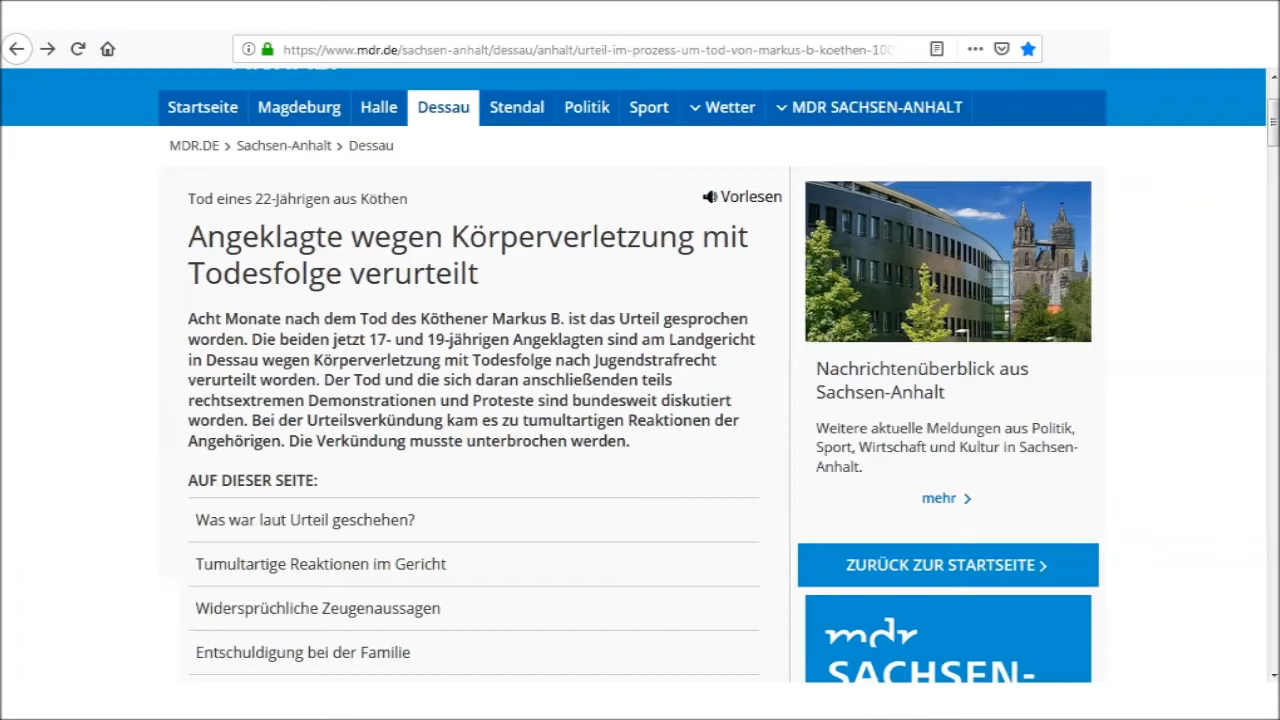 https://www.mdr.de/sachsen-anhalt/dessau/anhalt/urteil-im-prozess-um-tod-von-markus-b-koethen-100
Startseite Magdeburg Halle Dessau Stendal Politik Sport Wetter MDR SACHSEN-ANHALT
MDR.DE > Sachsen-Anhalt > Dessau
Tod eines 22-Jährigen aus Köthen
Vorlesen
Angeklagte wegen Körperverletzung mit
Todesfolge verurteilt
Acht Monate nach dem Tod des Köthener Markus B. ist das Urteil gesprochen
worden. Die beiden jetzt 17- und 19-jährigen Angeklagten sind am Landgericht
in Dessau wegen Körperverletzung mit Todesfolge nach Jugendstrafrecht
verurteilt worden. Der Tod und die sich daran anschließenden teils
rechtsextremen Demonstrationen und Proteste sind bundesweit diskutiert
worden. Bei der Urteilsverkündung kam es zu tumultartigen Reaktionen der
Angehörigen. Die Verkündung musste unterbrochen werden.
AUF DIESER SEITE:
Was war laut Urteil geschehen?
Tumultartige Reaktionen im Gericht
Widersprüchliche Zeugenaussagen
Entschuldigung bei der Familie
Nachrichtenüberblick aus
Sachsen-Anhalt
Weitere aktuelle Meldungen aus Politik,
Sport, Wirtschaft und Kultur in Sachsen-
Anhalt.
mehr >
ZURÜCK ZUR STARTSEITE >
mdr
SACHSEN-